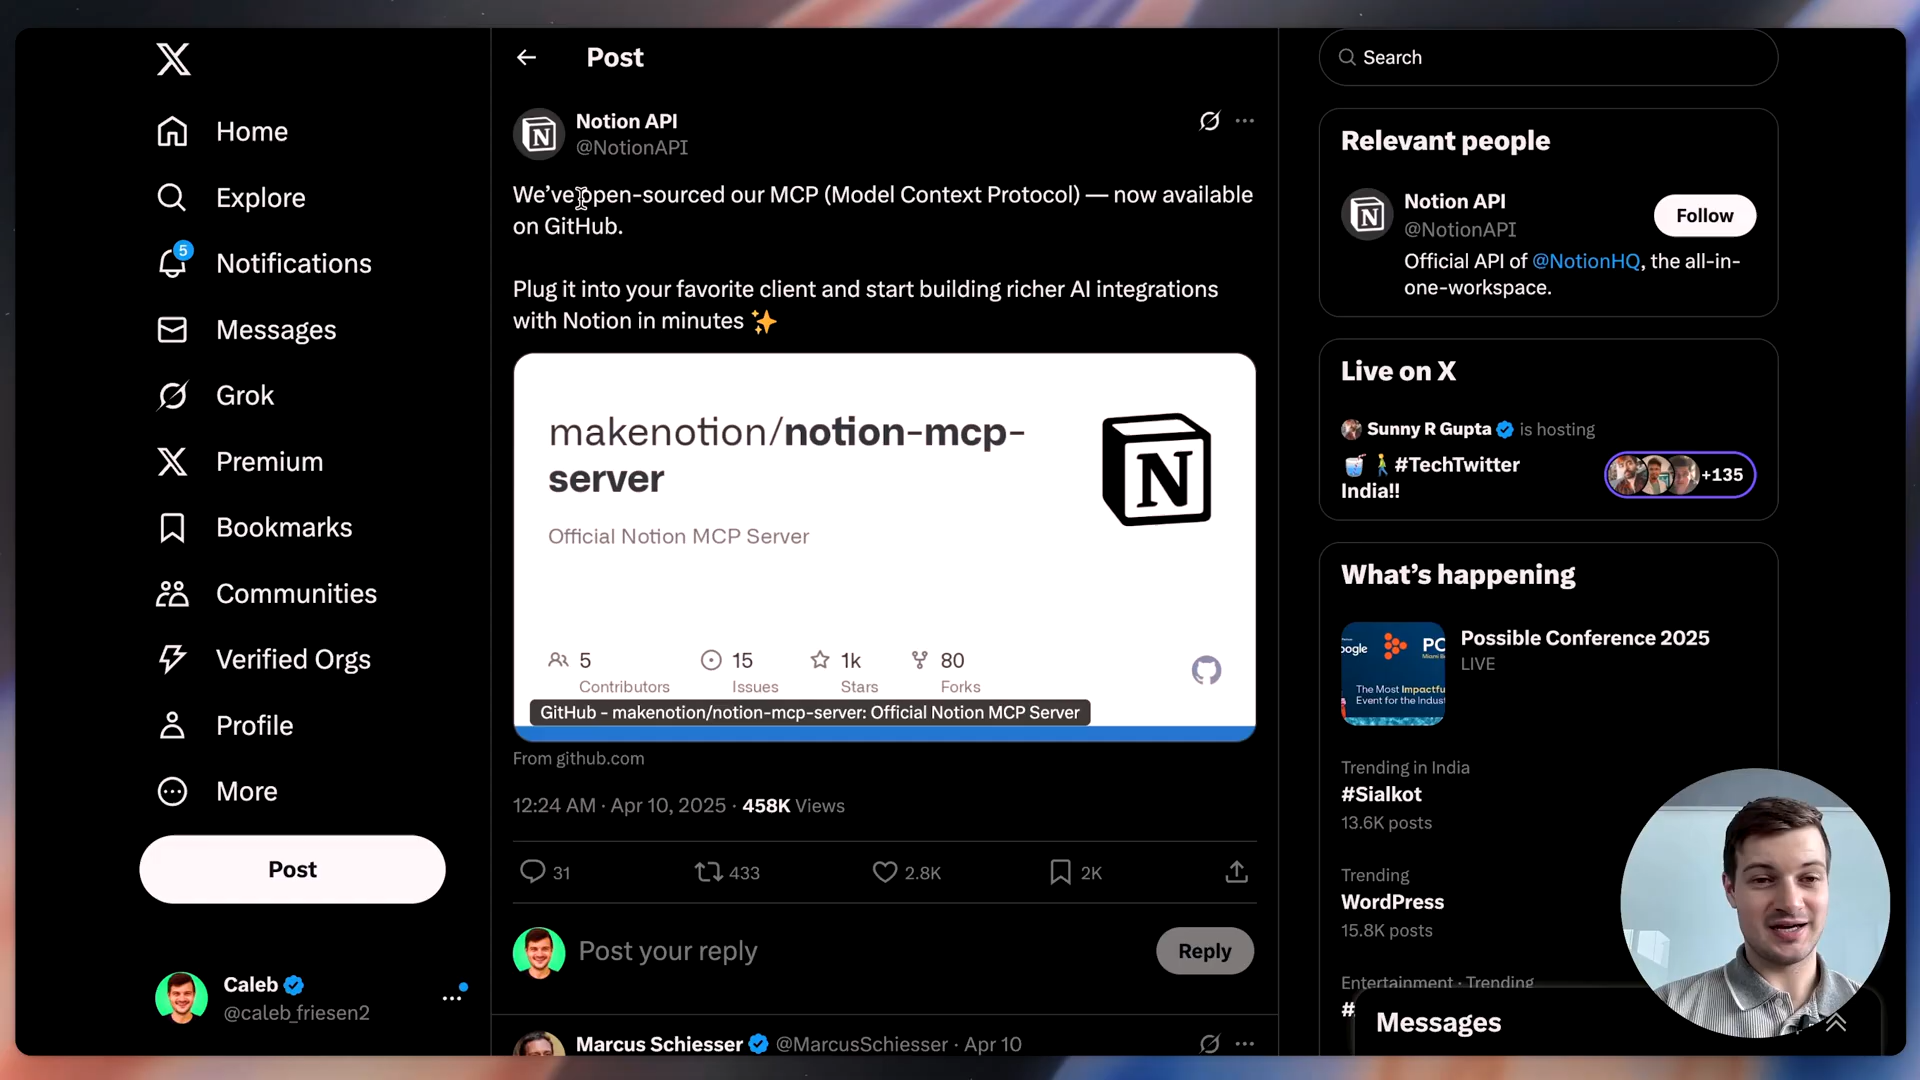 Home
Explore
5
Notifications
Messages
Grok
Premium
Bookmarks
Communities
Verified Orgs
Profile
More
Post
Caleb
@caleb_friesen2
Post
Notion API
@NotionAPI
We've open-sourced our MCP (Model Context Protocol) — now available
on GitHub.
Plug it into your favorite client and start building richer AI integrations
with Notion in minutes ✨
makenotion/notion-mcp-
server
N
Official Notion MCP Server
5 15 1k 80
Contributors Issues Stars Forks
GitHub - makenotion/notion-mcp-server: Official Notion MCP Server
From github.com
12:24 AM · Apr 10, 2025 · 458K Views
31 433 2.8K 2K
Post your reply
Reply
Marcus Schiesser @MarcusSchiesser · Apr 10
Search
Relevant people
Notion API
@NotionAPI
Follow
Official API of @NotionHQ, the all-in-
one-workspace.
Live on X
Sunny R Gupta is hosting
🥤🚶#TechTwitter
India!!
+135
What's happening
Possible Conference 2025
LIVE
The Most Impactfu
Event for the Indust
Trending in India
#Sialkot
13.6K posts
Trending
WordPress
15.8K posts
Entertainment · Trending
#
Messages